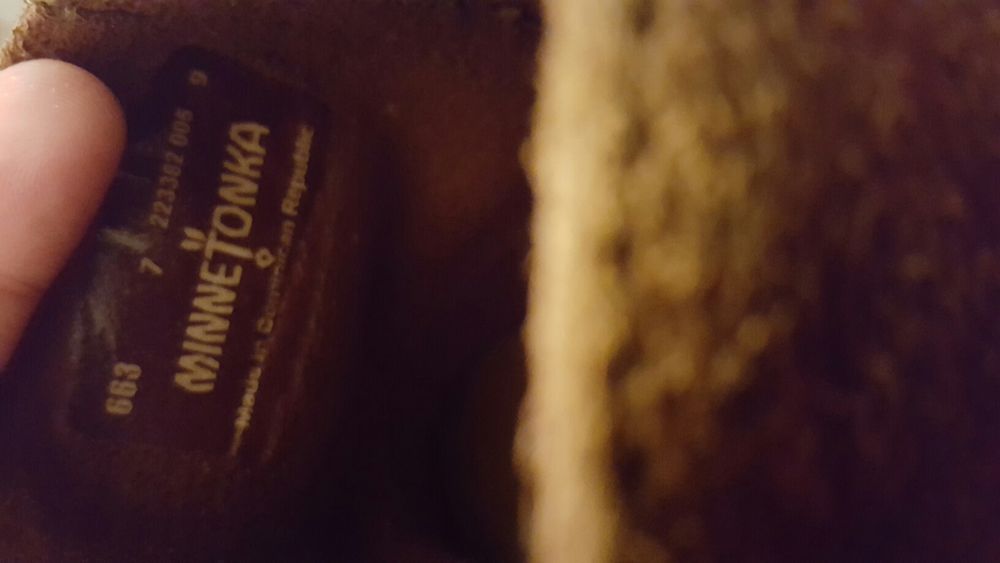 663 7 223382 005 9
MINNETONKA
Made in Dominican Republic